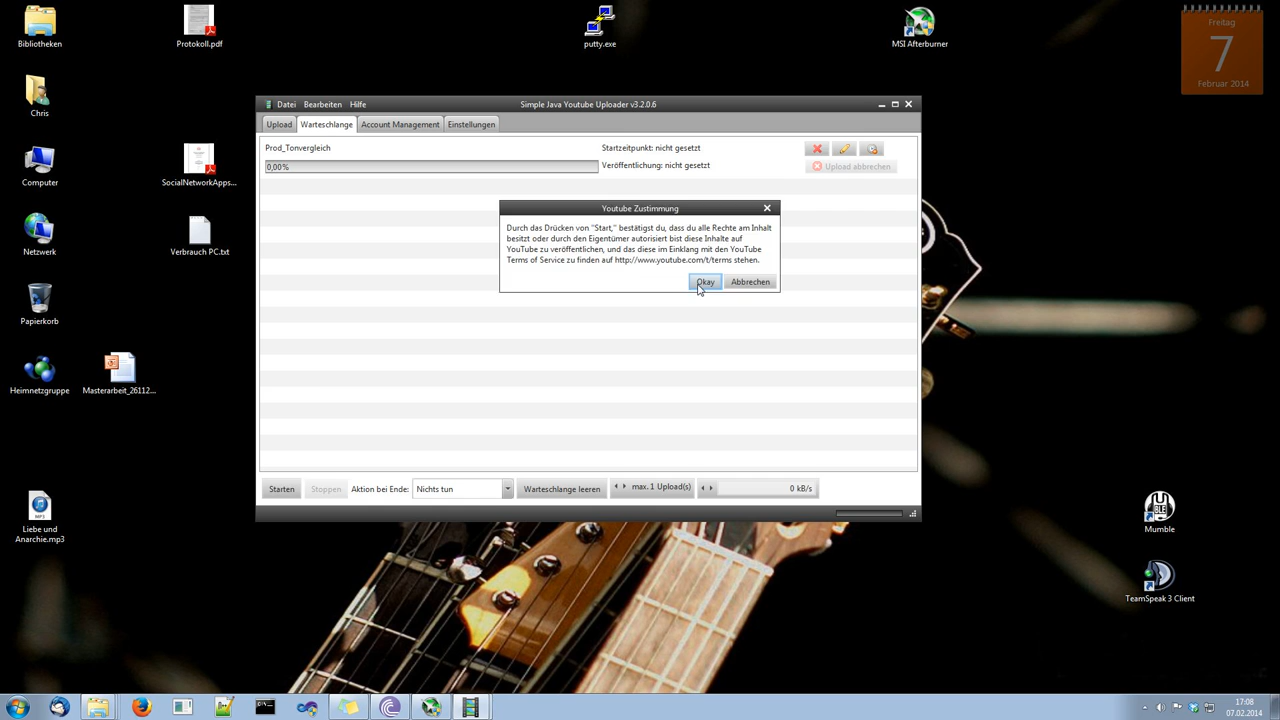 Bibliotheken
Protokoll.pdf
putty.exe
MSI Afterburner
Freitag
7
Februar 2014
Chris
Datei Bearbeiten Hilfe
Simple Java Youtube Uploader v3.2.0.6
Upload Warteschlange Account Management Einstellungen
Prod_Tonvergleich
Startzeitpunkt: nicht gesetzt
0,00%
Veröffentlichung: nicht gesetzt
Upload abbrechen
Computer
SocialNetworkApps...
Youtube Zustimmung
Durch das Drücken von "Start," bestätigst du, dass du alle Rechte am Inhalt
besitzt oder durch den Eigentümer autorisiert bist diese Inhalte auf
YouTube zu veröffentlichen, und das diese im Einklang mit den YouTube
Terms of Service zu finden auf http://www.youtube.com/t/terms stehen.
Okay Abbrechen
Netzwerk
Verbrauch PC.txt
Papierkorb
Heimnetzgruppe
Masterarbeit_26112...
Starten Stoppen Aktion bei Ende: Nichts tun Warteschlange leeren max. 1 Upload(s) 0 kB/s
MP3
Liebe und
Anarchie.mp3
Mumble
TeamSpeak 3 Client
17:08
07.02.2014